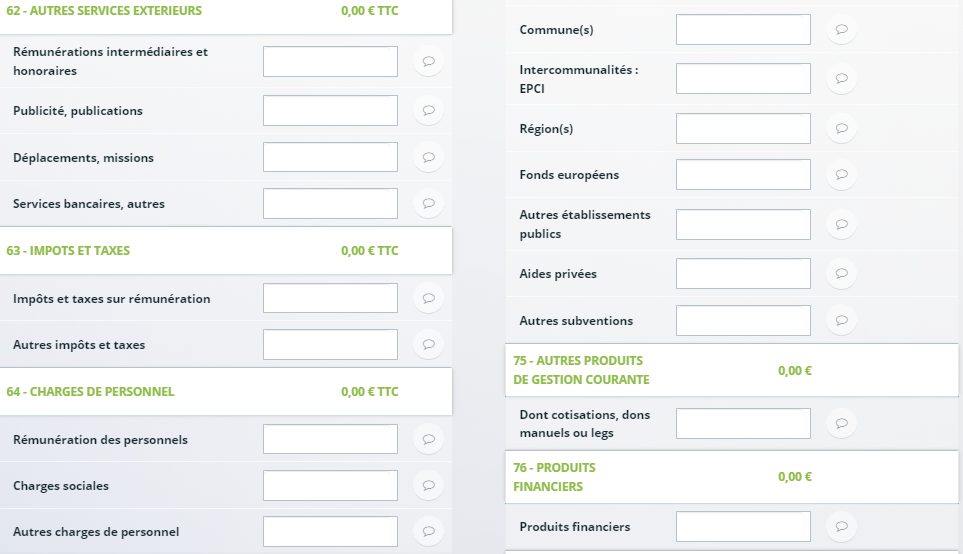 62 - AUTRES SERVICES EXTERIEURS 0,00 € TTC
Rémunérations intermédiaires et
honoraires
Publicité, publications
Déplacements, missions
Services bancaires, autres
63 - IMPOTS ET TAXES 0,00 € TTC
Impôts et taxes sur rémunération
Autres impôts et taxes
64 - CHARGES DE PERSONNEL 0,00 € TTC
Rémunération des personnels
Charges sociales
Autres charges de personnel
Commune(s)
Intercommunalités :
EPCI
Région(s)
Fonds européens
Autres établissements
publics
Aides privées
Autres subventions
75 - AUTRES PRODUITS
DE GESTION COURANTE 0,00 €
Dont cotisations, dons
manuels ou legs
76 - PRODUITS
FINANCIERS 0,00 €
Produits financiers